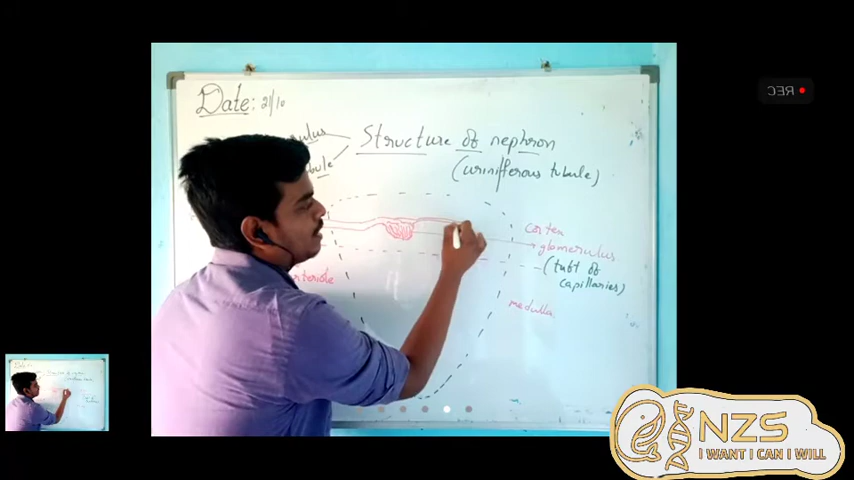 Date: 21/10
Structure of nephron
(uriniferous tubule)
cortex
glomerulus
(tuft of
capillaries)
medulla
REC
NZS
I WANT I CAN I WILL